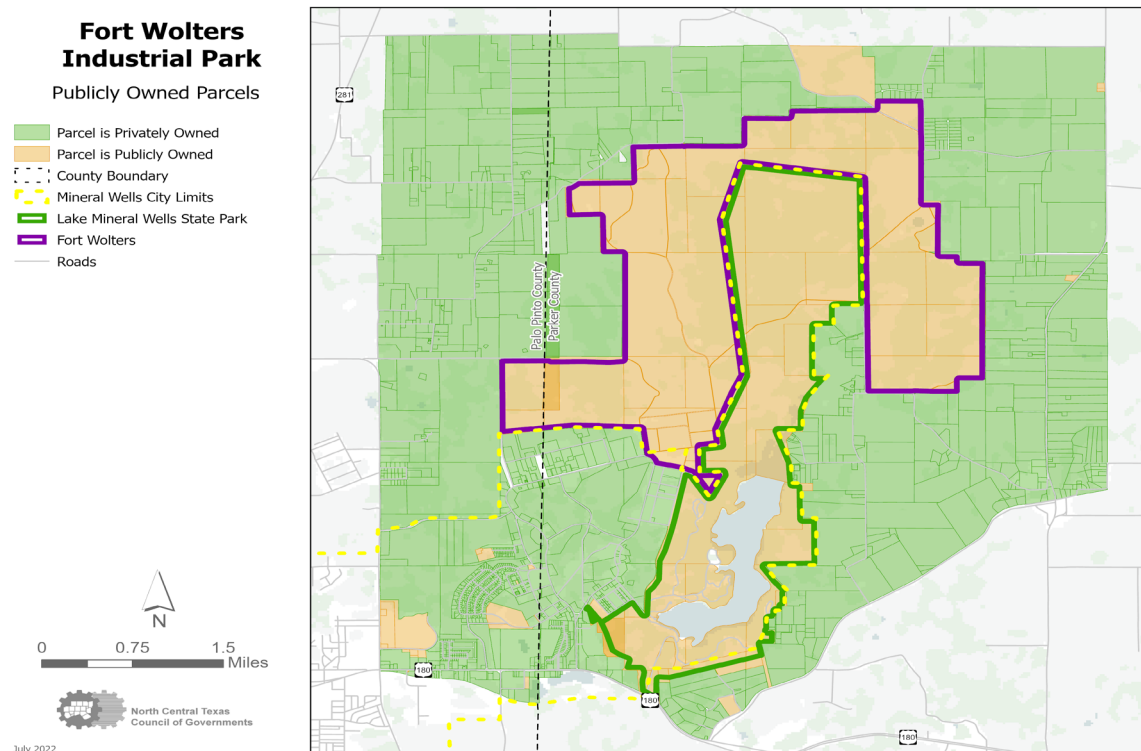 Fort Wolters
Industrial Park
Publicly Owned Parcels
Parcel is Privately Owned
Parcel is Publicly Owned
County Boundary
Mineral Wells City Limits
Lake Mineral Wells State Park
Fort Wolters
Roads
N
0 0.75 1.5
Miles
North Central Texas
Council of Governments
July 2022
281
Palo Pinto County
Parker County
180
180
180